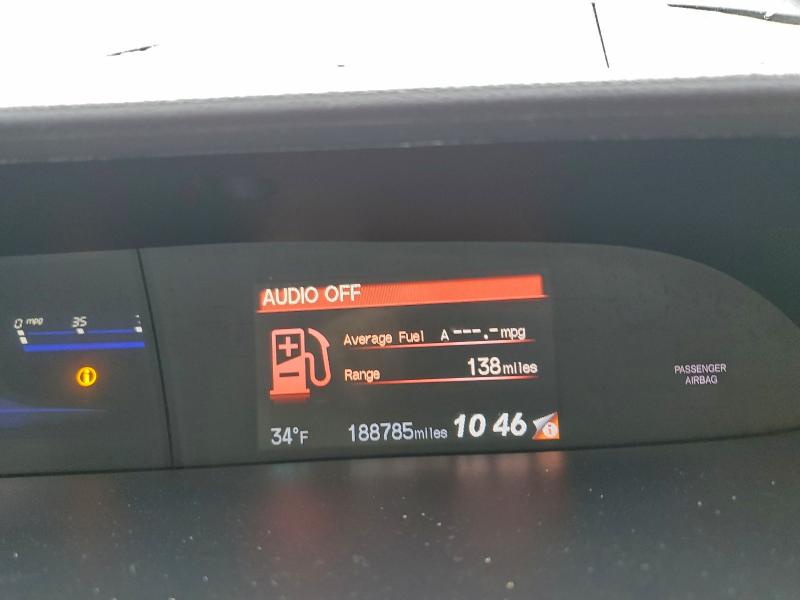 AUDIO OFF
0 mpg 35
Average Fuel A ---.- mpg
Range 138 miles
PASSENGER
AIRBAG
34°F 188785 miles 10 46